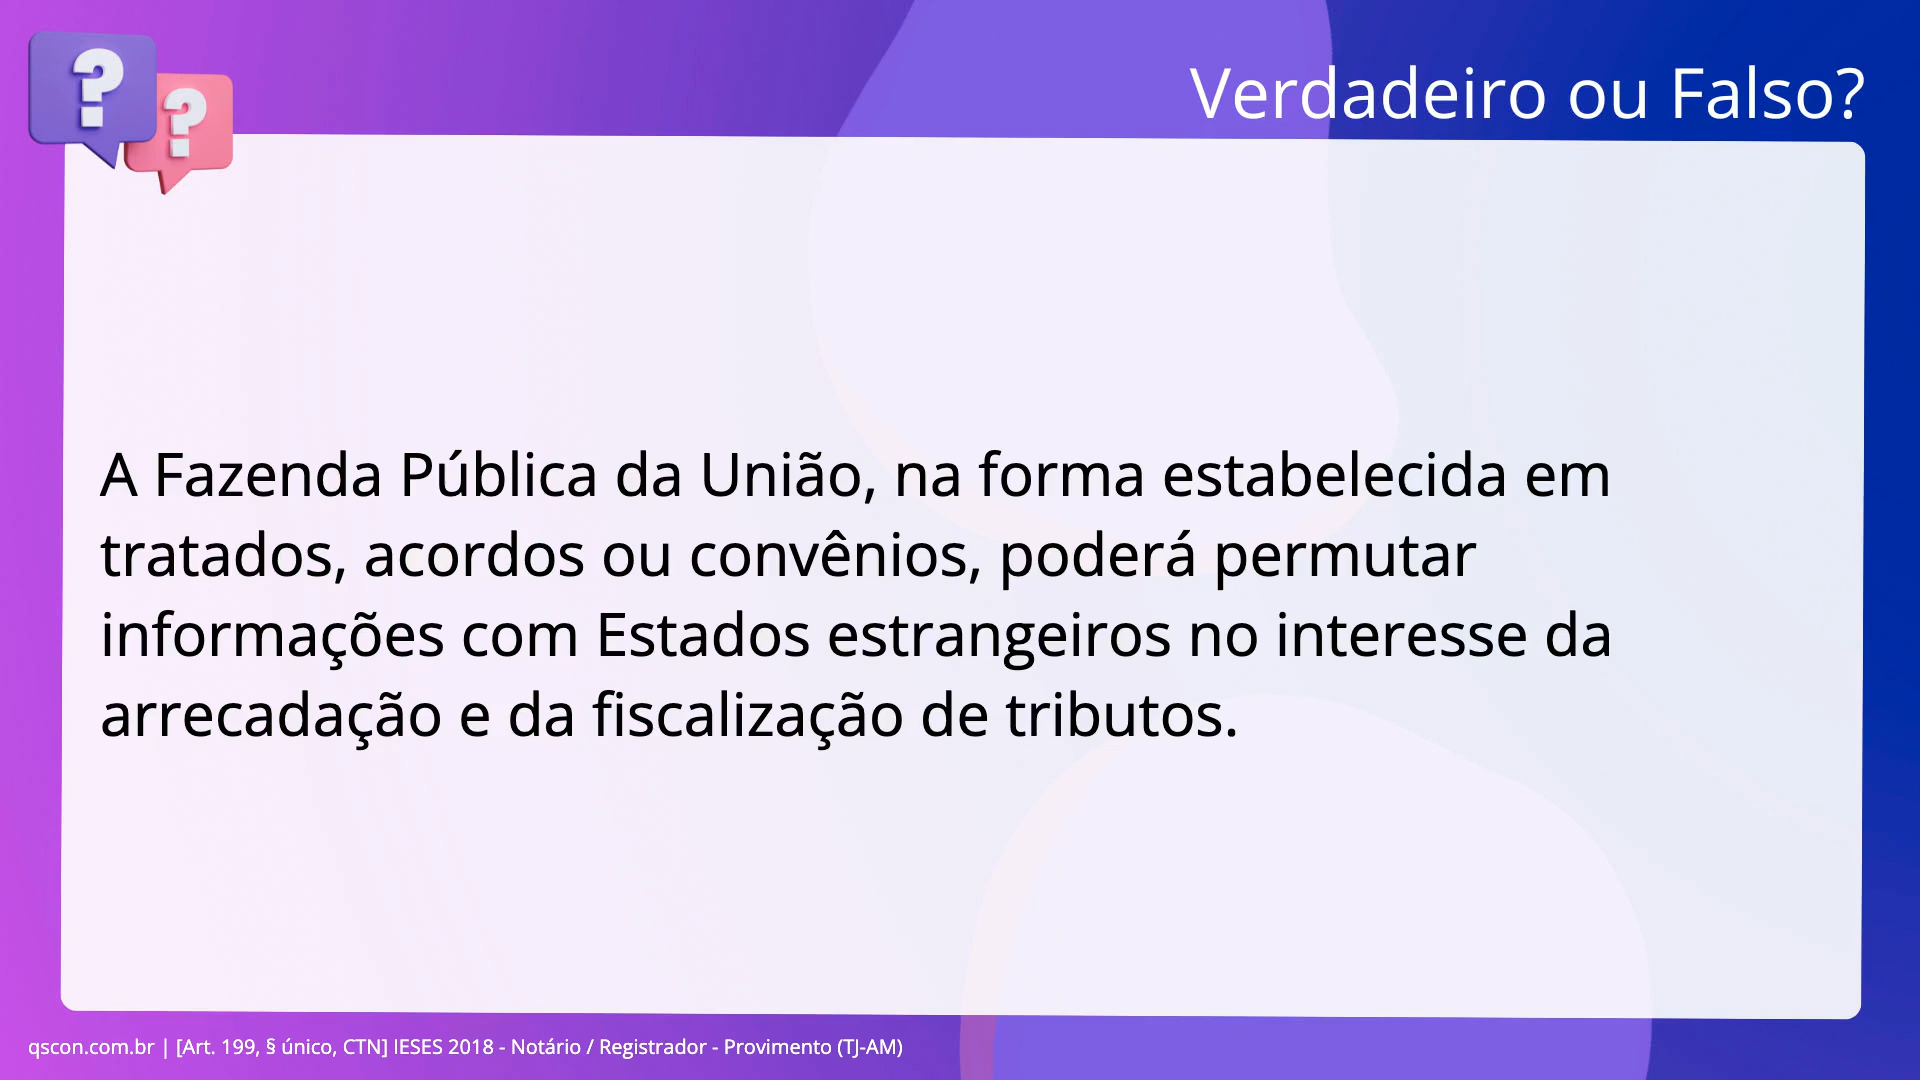 Verdadeiro ou Falso?
A Fazenda Pública da União, na forma estabelecida em
tratados, acordos ou convênios, poderá permutar
informações com Estados estrangeiros no interesse da
arrecadação e da fiscalização de tributos.
qscon.com.br | [Art. 199, § único, CTN] IESES 2018 - Notário / Registrador - Provimento (TJ-AM)